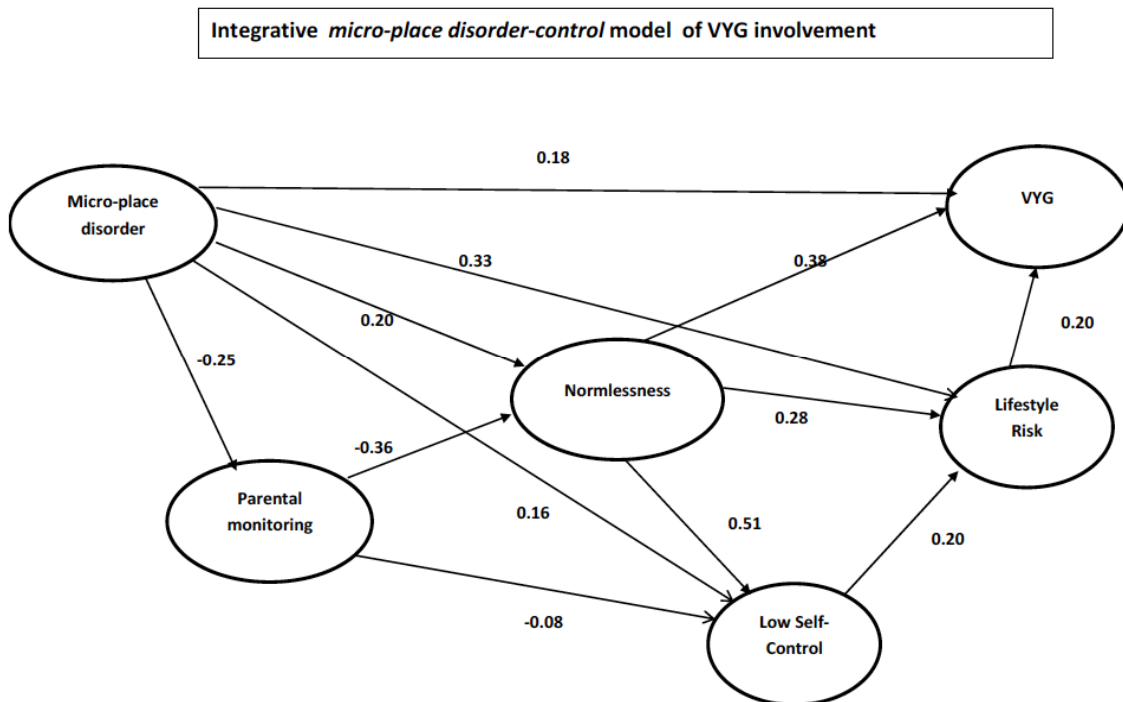 Integrative micro-place disorder-control model of VYG involvement
0.18
Micro-place
disorder
VYG
0.33
0.38
0.20
0.20
-0.25
Normlessness
Lifestyle
Risk
0.28
-0.36
Parental
monitoring
0.16
0.51
0.20
-0.08
Low Self-
Control